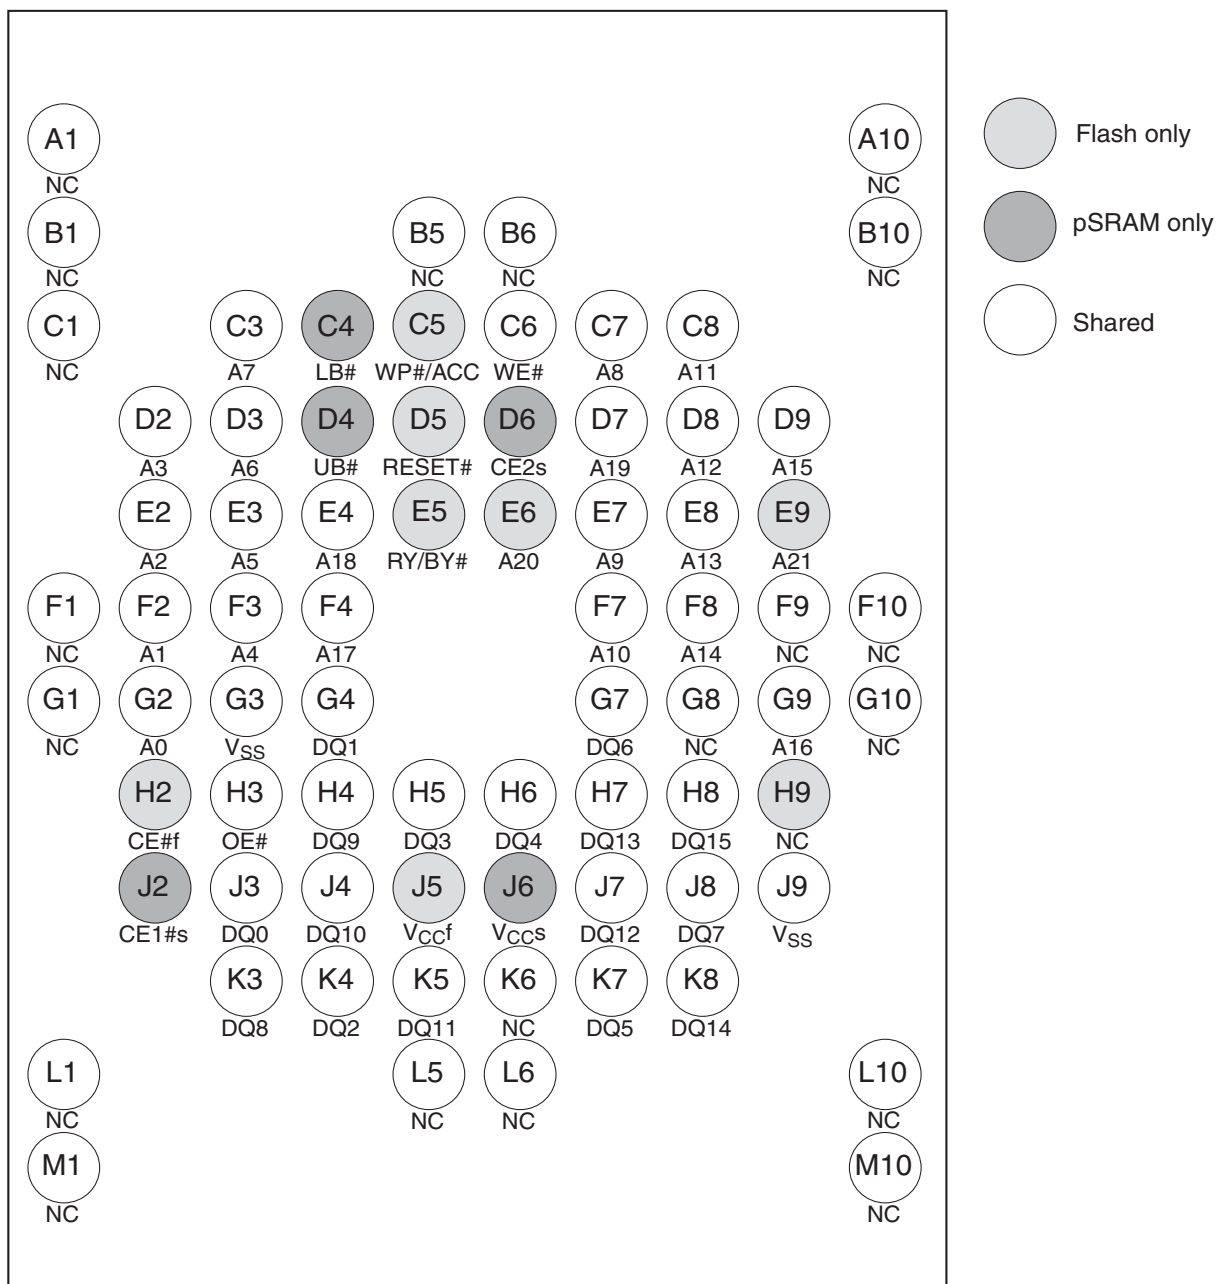 A1 A10 Flash only
NC NC
B1 B5 B6 B10 pSRAM only
NC NC NC NC
C1 C3 C4 C5 C6 C7 C8 Shared
NC A7 LB# WP#/ACC WE# A8 A11
D2 D3 D4 D5 D6 D7 D8 D9
A3 A6 UB# RESET# CE2s A19 A12 A15
E2 E3 E4 E5 E6 E7 E8 E9
A2 A5 A18 RY/BY# A20 A9 A13 A21
F1 F2 F3 F4 F7 F8 F9 F10
NC A1 A4 A17 A10 A14 NC NC
G1 G2 G3 G4 G7 G8 G9 G10
NC A0 VSS DQ1 DQ6 NC A16 NC
H2 H3 H4 H5 H6 H7 H8 H9
CE#f OE# DQ9 DQ3 DQ4 DQ13 DQ15 NC
J2 J3 J4 J5 J6 J7 J8 J9
CE1#s DQ0 DQ10 VCCf VCCs DQ12 DQ7 VSS
K3 K4 K5 K6 K7 K8
DQ8 DQ2 DQ11 NC DQ5 DQ14
L1 L5 L6 L10
NC NC NC NC
M1 M10
NC NC